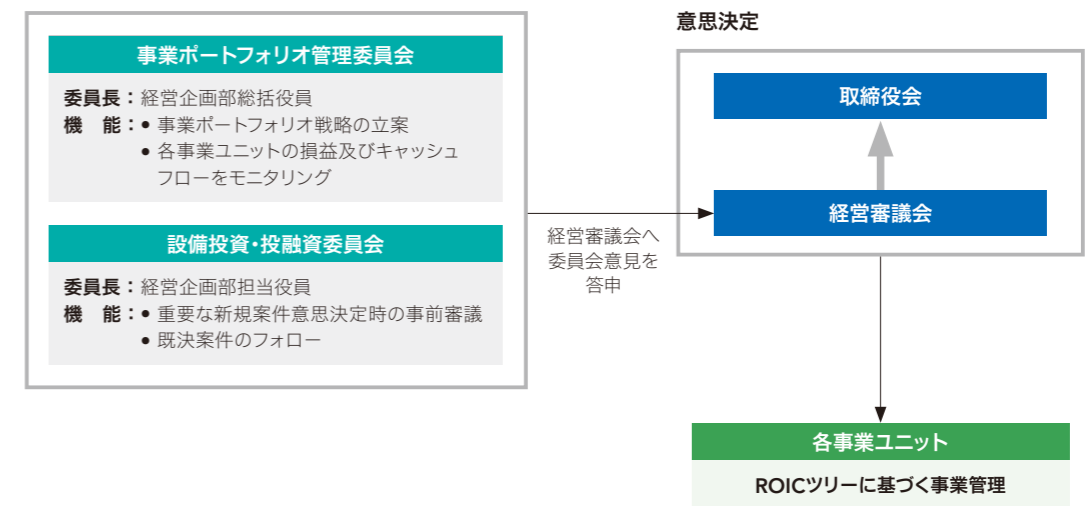 事業ポートフォリオ管理委員会
委員長：経営企画部総括役員
機　能：● 事業ポートフォリオ戦略の立案
● 各事業ユニットの損益及びキャッシュ
フローをモニタリング
設備投資・投融資委員会
委員長：経営企画部担当役員
機　能：● 重要な新規案件意思決定時の事前審議
● 既決案件のフォロー
経営審議会へ
委員会意見を
答申
意思決定
取締役会
経営審議会
各事業ユニット
ROICツリーに基づく事業管理